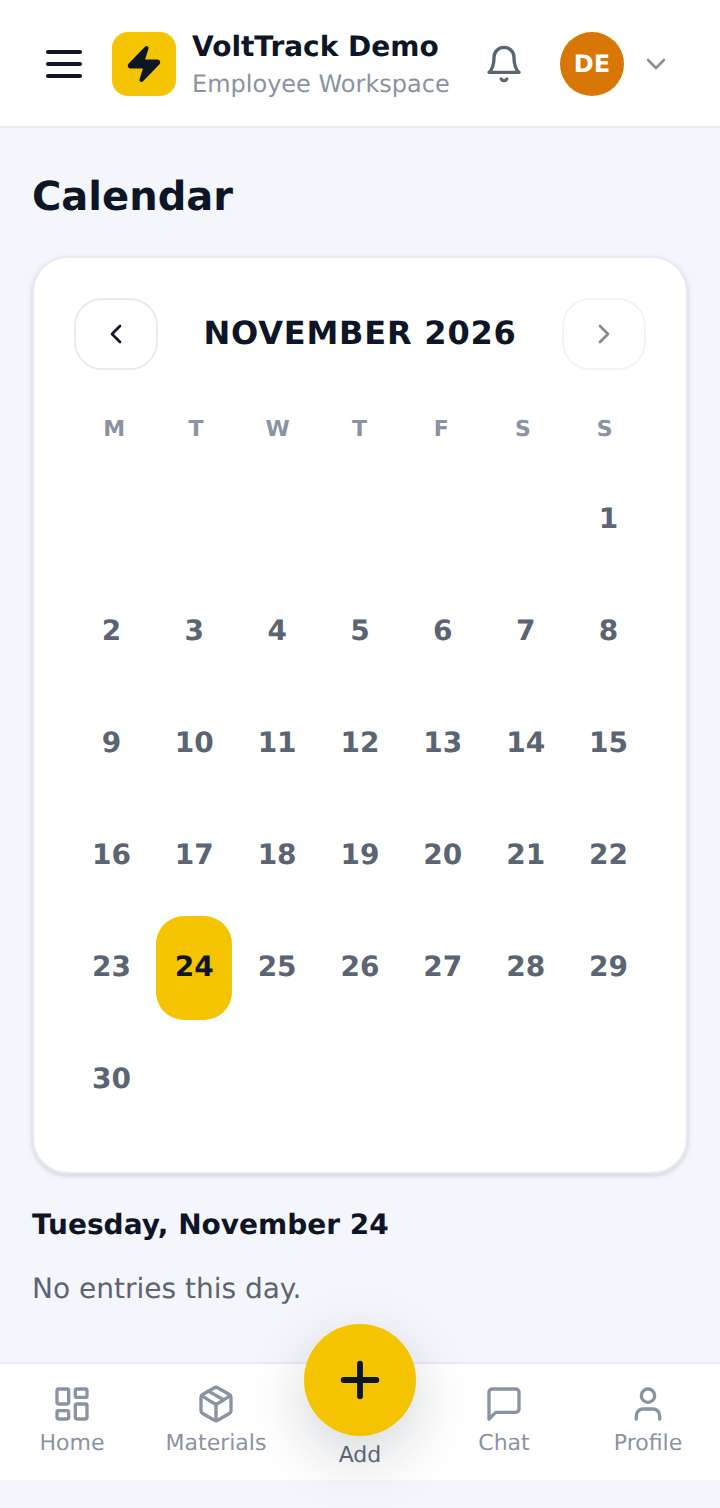 VoltTrack Demo
Employee Workspace
DE
Calendar
NOVEMBER 2026
M T W T F S S
1
2 3 4 5 6 7 8
9 10 11 12 13 14 15
16 17 18 19 20 21 22
23 24 25 26 27 28 29
30
Tuesday, November 24
No entries this day.
Home Materials Add Chat Profile